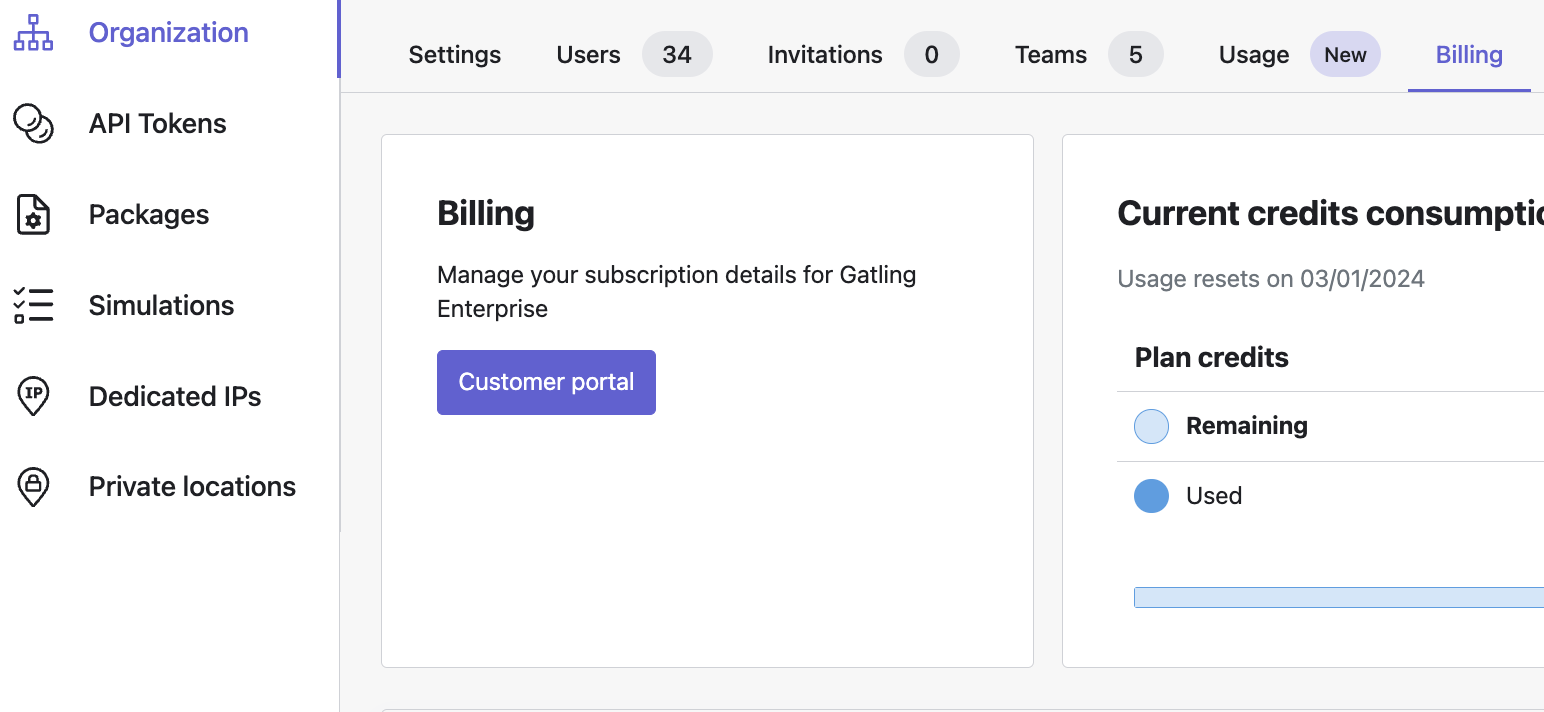 Organization
API Tokens
Packages
Simulations
IP
Dedicated IPs
Private locations
Settings Users 34 Invitations 0 Teams 5 Usage New Billing
Billing
Manage your subscription details for Gatling
Enterprise
Customer portal
Current credits
Usage resets on 03/01/2024
Plan credits
Remaining
Used